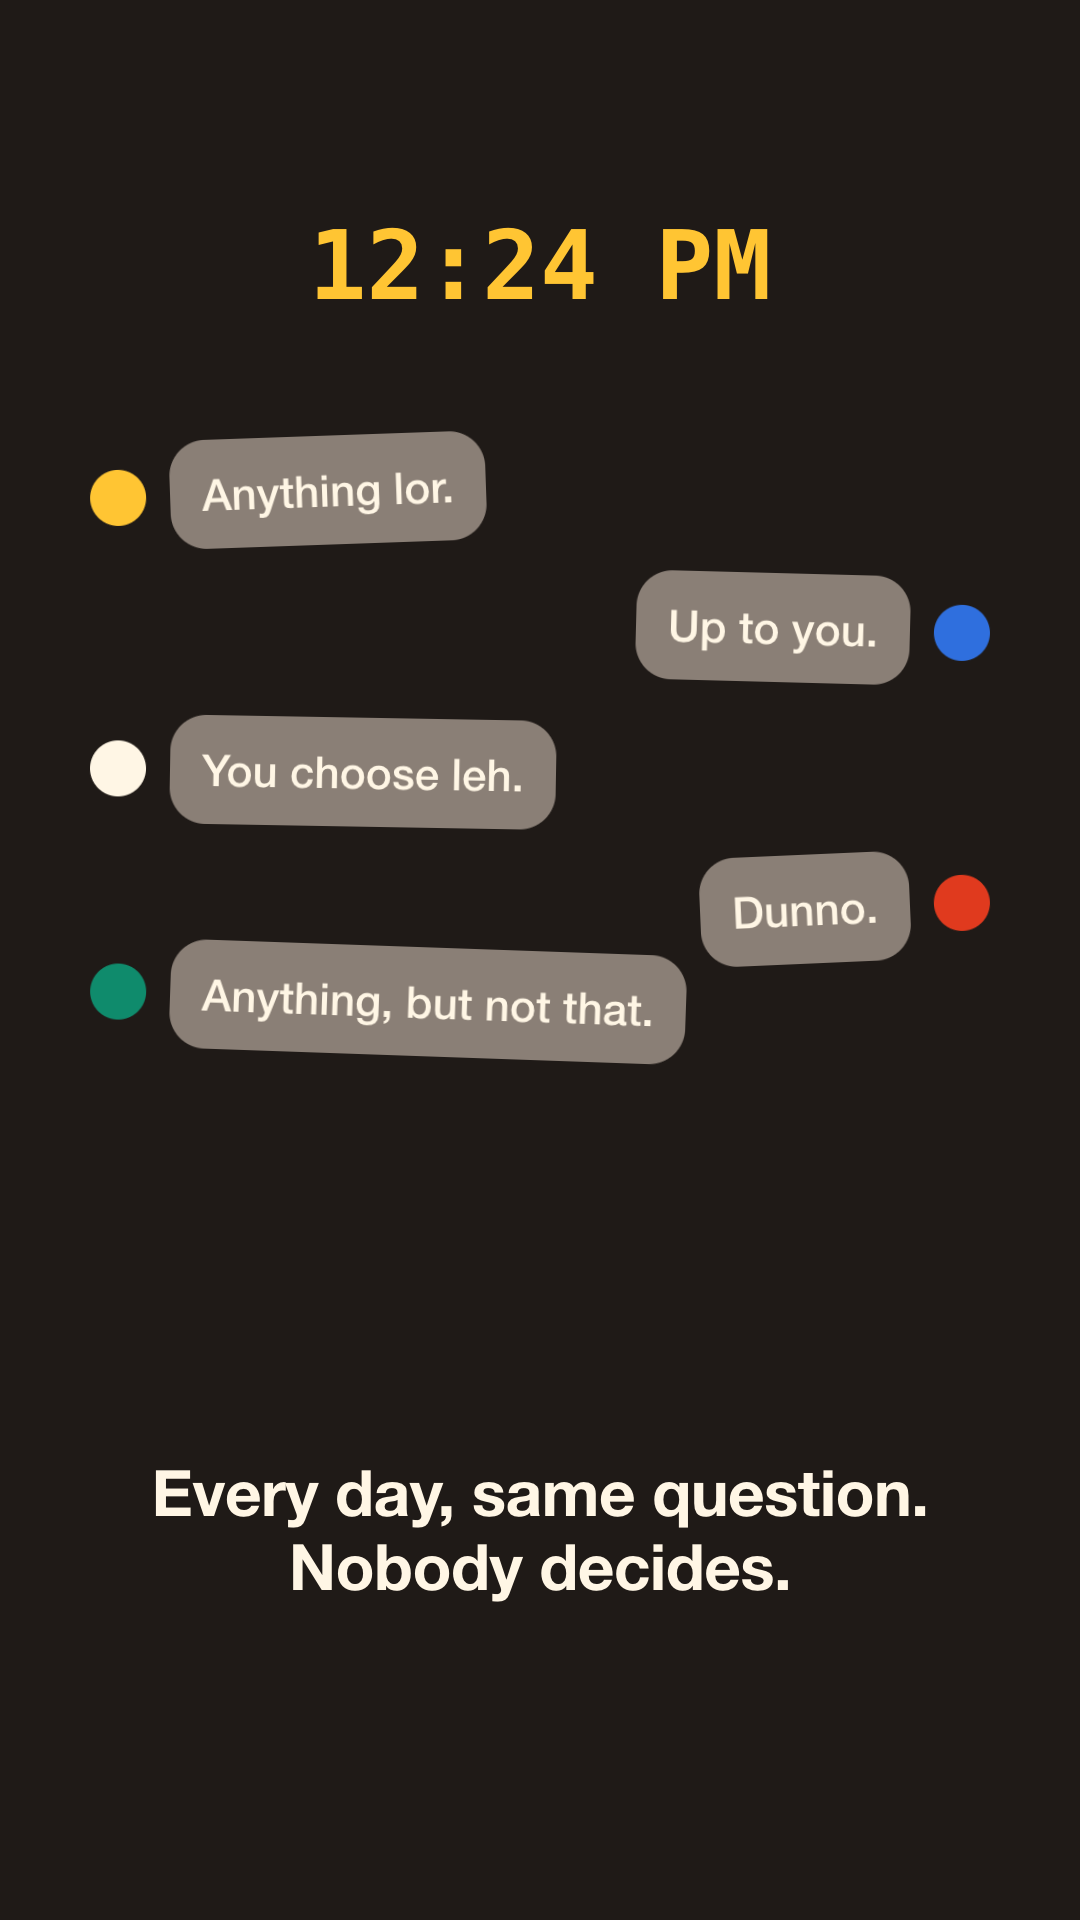 12:24 PM
Anything lor.
Up to you.
You choose leh.
Dunno.
Anything, but not that.
Every day, same question.
Nobody decides.